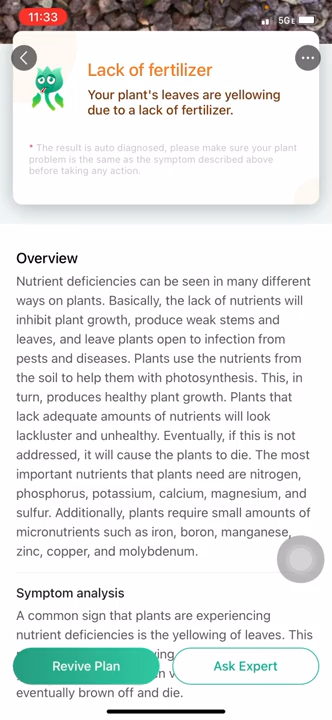 11:33
5GE
Lack of fertilizer
Your plant's leaves are yellowing
due to a lack of fertilizer.
* The result is auto diagnosed, please make sure your plant
problem is the same as the symptom described above
before taking any action.
Overview
Nutrient deficiencies can be seen in many different
ways on plants. Basically, the lack of nutrients will
inhibit plant growth, produce weak stems and
leaves, and leave plants open to infection from
pests and diseases. Plants use the nutrients from
the soil to help them with photosynthesis. This, in
turn, produces healthy plant growth. Plants that
lack adequate amounts of nutrients will look
lackluster and unhealthy. Eventually, if this is not
addressed, it will cause the plants to die. The most
important nutrients that plants need are nitrogen,
phosphorus, potassium, calcium, magnesium, and
sulfur. Additionally, plants require small amounts of
micronutrients such as iron, boron, manganese,
zinc, copper, and molybdenum.
Symptom analysis
A common sign that plants are experiencing
nutrient deficiencies is the yellowing of leaves. This
Revive Plan
Ask Expert
eventually brown off and die.